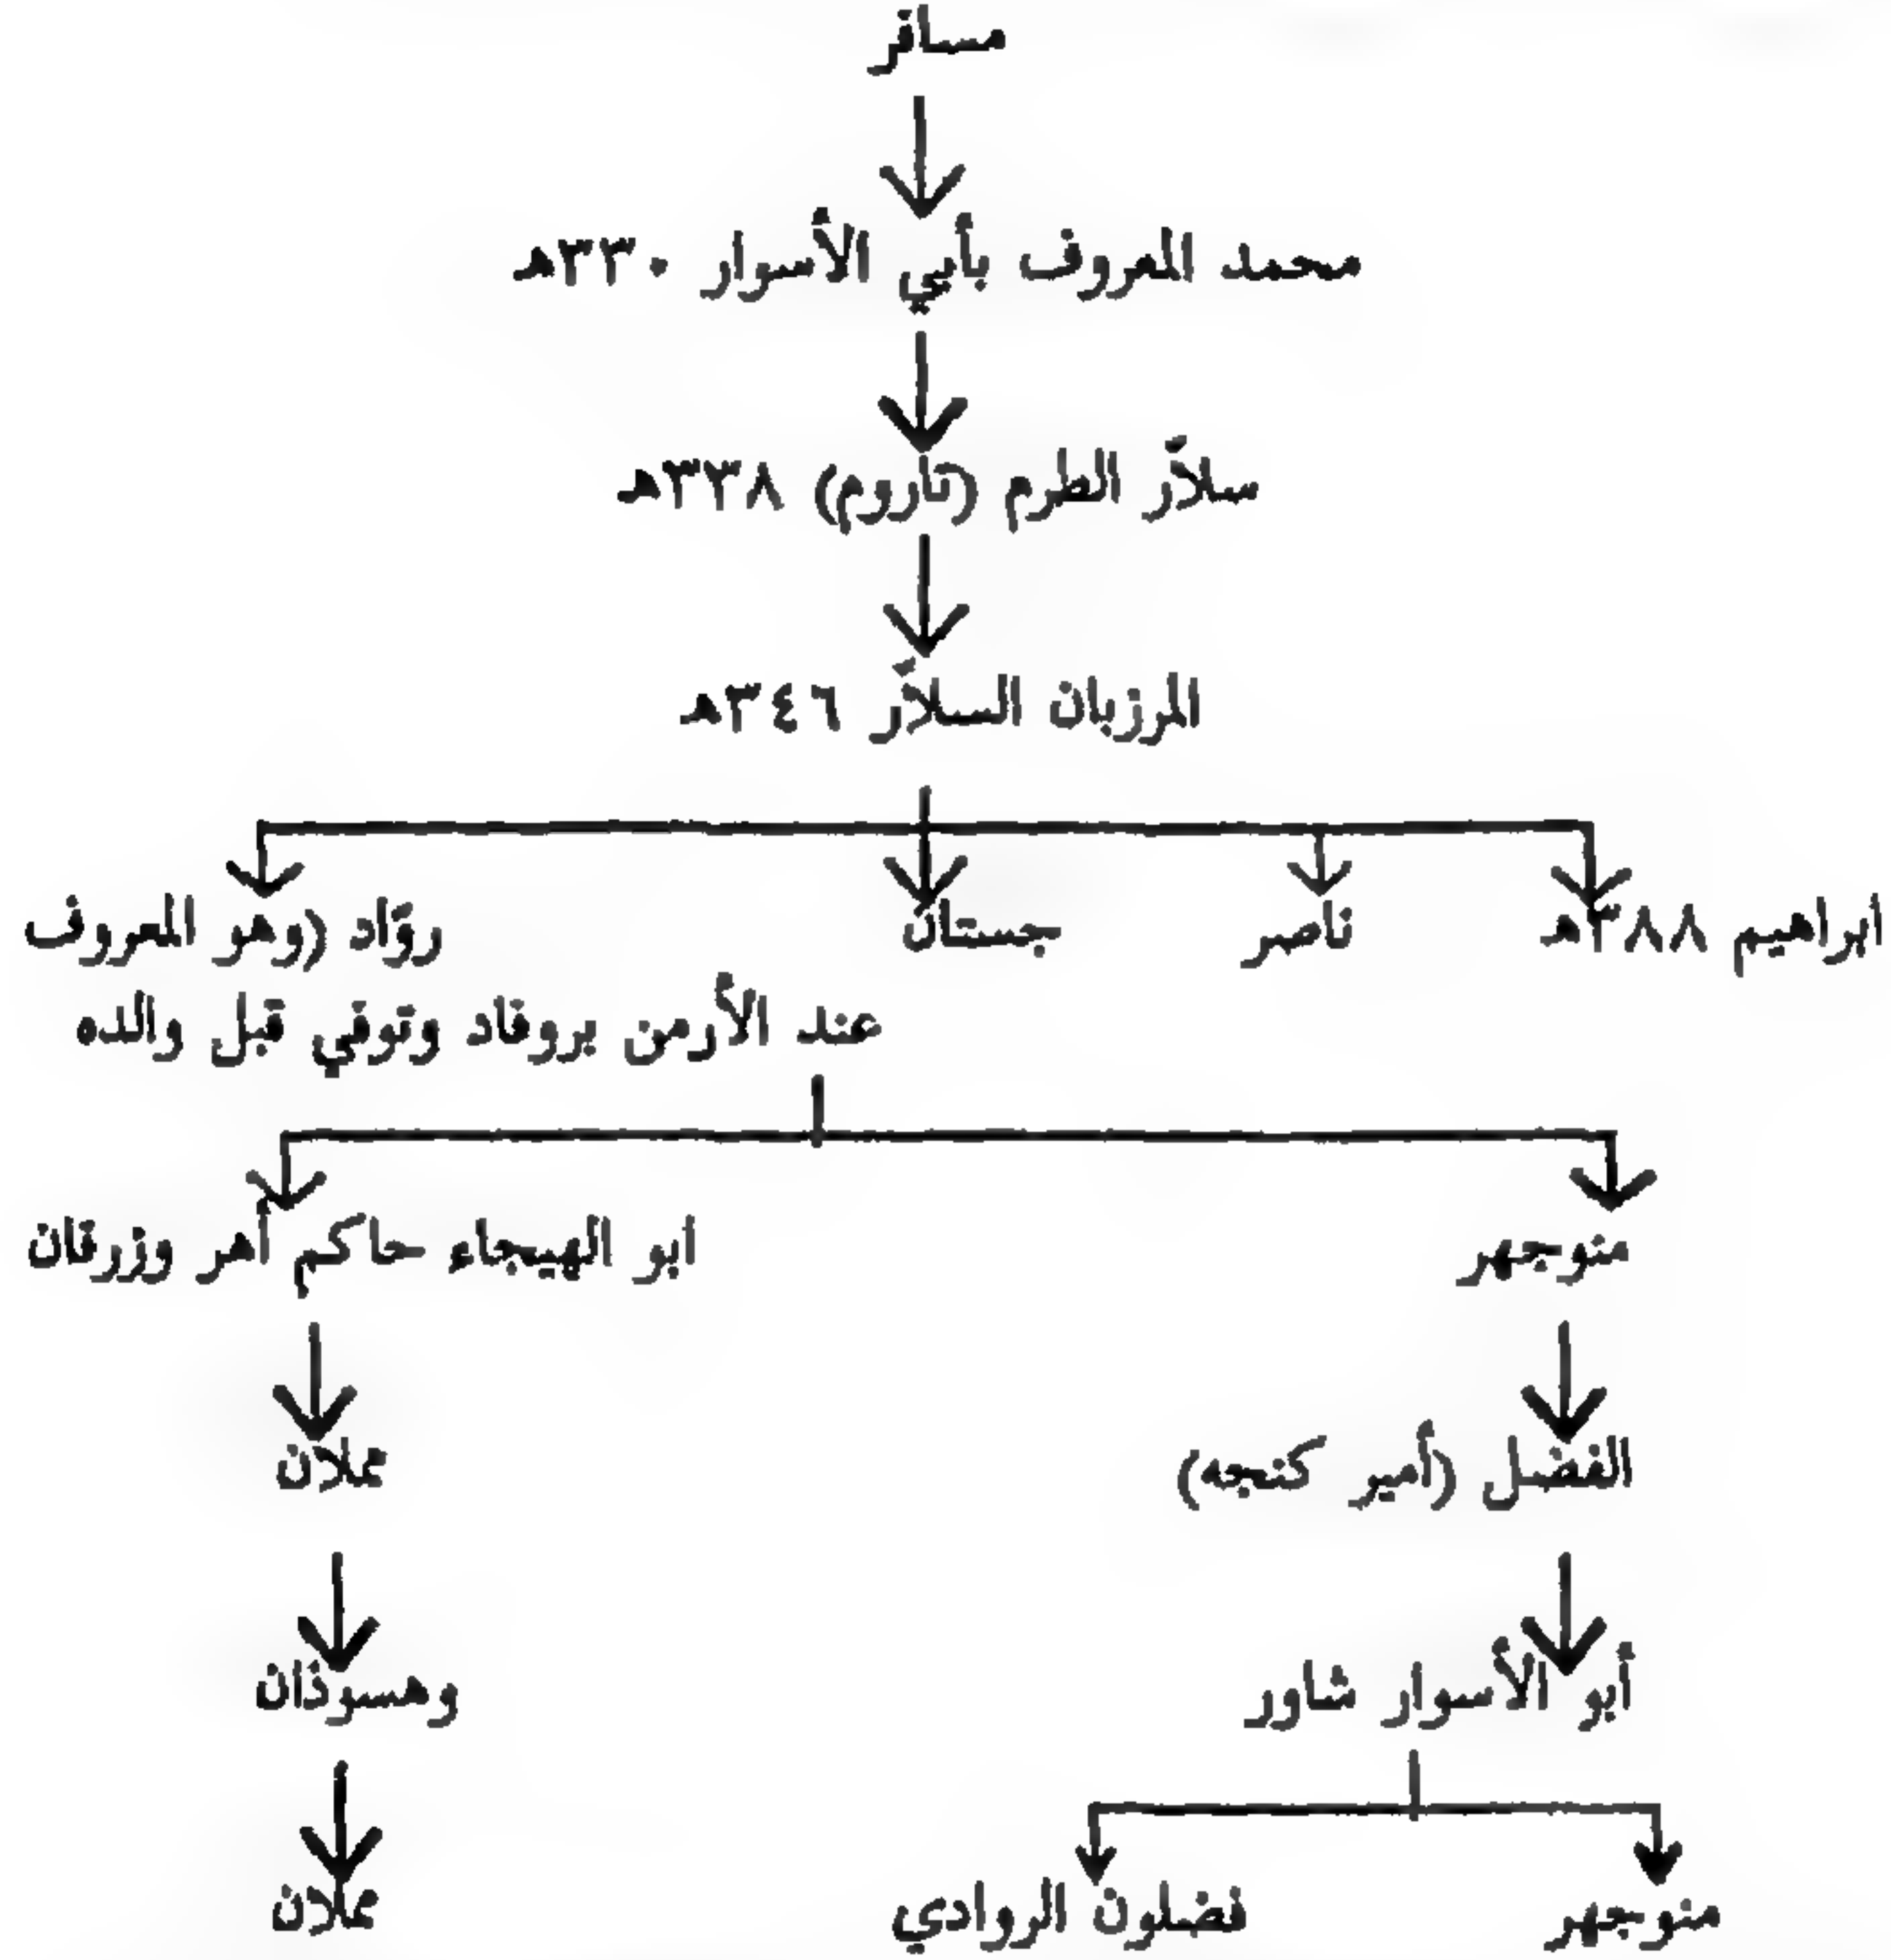 مسافر
محمد المعروف بأبي الأسوار ٣٣٠هـ
سلاّر الطرم (تاروم) ٣٣٨هـ
المرزبان السلاّر ٣٤٦هـ
ابراهيم ٣٨٨هـ ناصر جستان روّاد (وهو المعروف
عند الأرمن بروفاد وتوفي قبل والده
منوجهر أبو الهيجاء حاكم أهر وزرقان
الفضل (أمير كنجه) مملان
أبو الأسوار شاور وهسوذان
منوجهر فضلون الروادي مملان